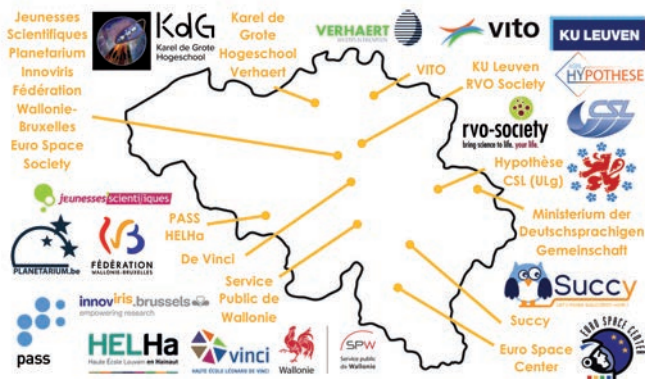 Jeunesses
Scientifiques
Planetarium
Innoviris
Fédération
Wallonie-
Bruxelles
Euro Space
Society
KdG
Karel de Grote
Hogeschool
Karel de
Grote
Hogeschool
Verhaert
VERHAERT
vito
KU LEUVEN
VITO
KU Leuven
RVO Society
HYPOTHESE
CSL
rvo-society
bring science to life. your life.
Hypothèse
CSL (ULg)
jeunesses scientifiques
PASS
HELHa
Ministerium der
Deutschsprachigen
Gemeinschaft
PLANETARIUM.be
FÉDÉRATION
WALLONIE-BRUXELLES
De Vinci
Service
Public de
Wallonie
Succy
innoviris.brussels
empowering research
Succy
Euro Space
Center
EURO SPACE CENTER
pass
HELHa
Haute École Louvain en Hainaut
vinci
HAUTE ÉCOLE LÉONARD DE VINCI
Wallonie
SPW
Service public
de Wallonie